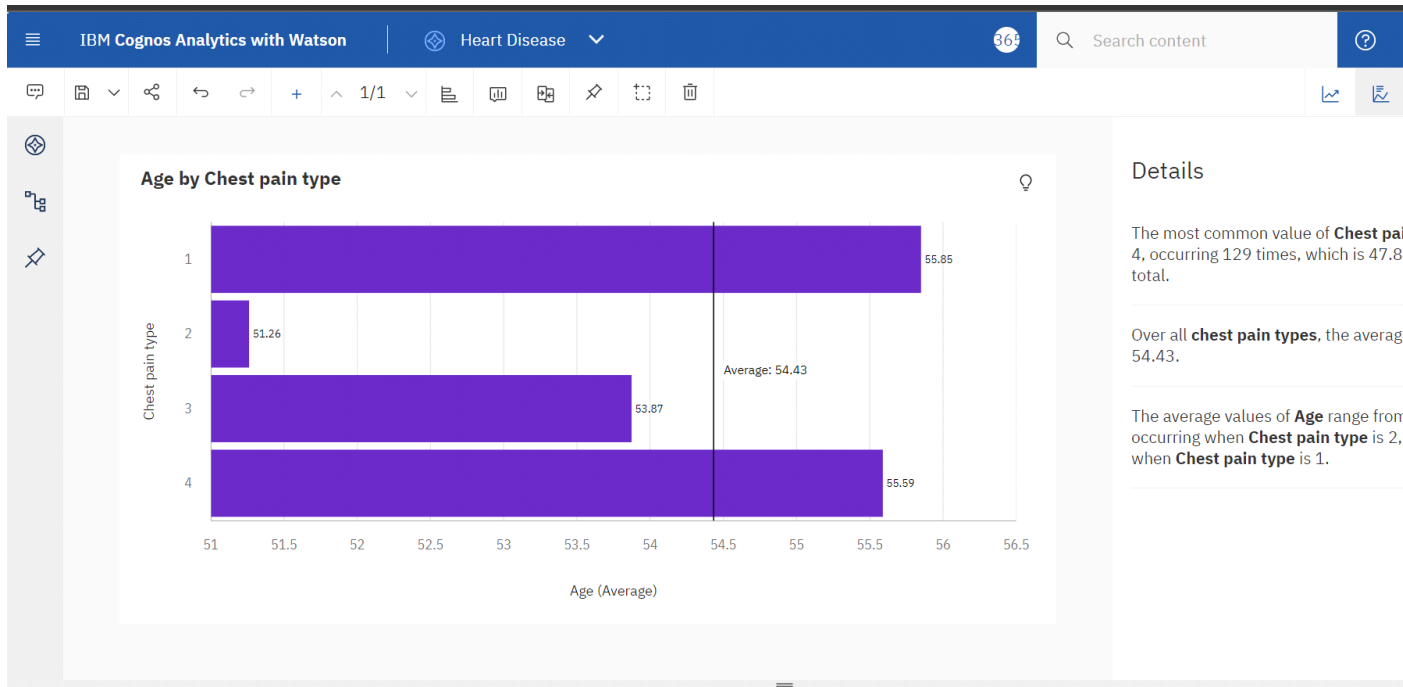 IBM Cognos Analytics with Watson
Heart Disease
365
Search content
1/1
Age by Chest pain type
Chest pain type
1
55.85
2
51.26
Average: 54.43
3
53.87
4
55.59
51 51.5 52 52.5 53 53.5 54 54.5 55 55.5 56 56.5
Age (Average)
Details
The most common value of Chest pai
4, occurring 129 times, which is 47.8
total.
Over all chest pain types, the averag
54.43.
The average values of Age range from
occurring when Chest pain type is 2,
when Chest pain type is 1.